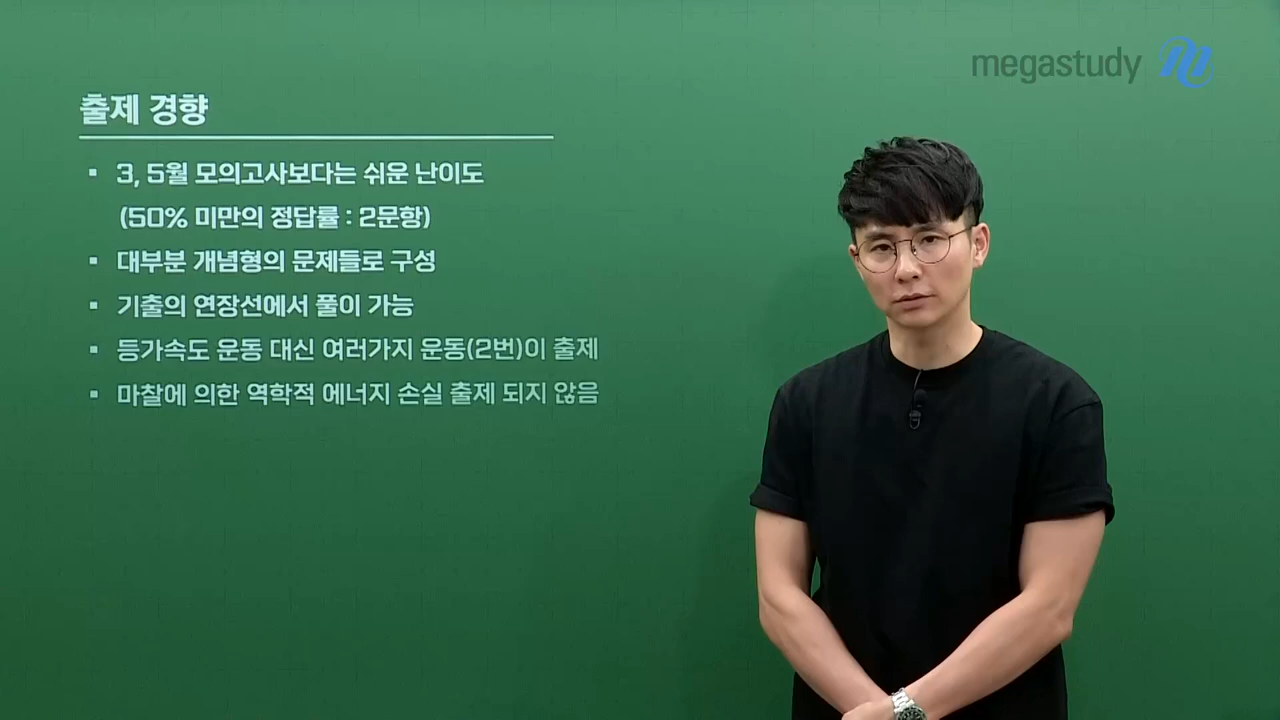 megastudy
출제 경향
▪ 3, 5월 모의고사보다는 쉬운 난이도
(50% 미만의 정답률 : 2문항)
▪ 대부분 개념형의 문제들로 구성
▪ 기출의 연장선에서 풀이 가능
▪ 등가속도 운동 대신 여러가지 운동(2번)이 출제
▪ 마찰에 의한 역학적 에너지 손실 출제 되지 않음